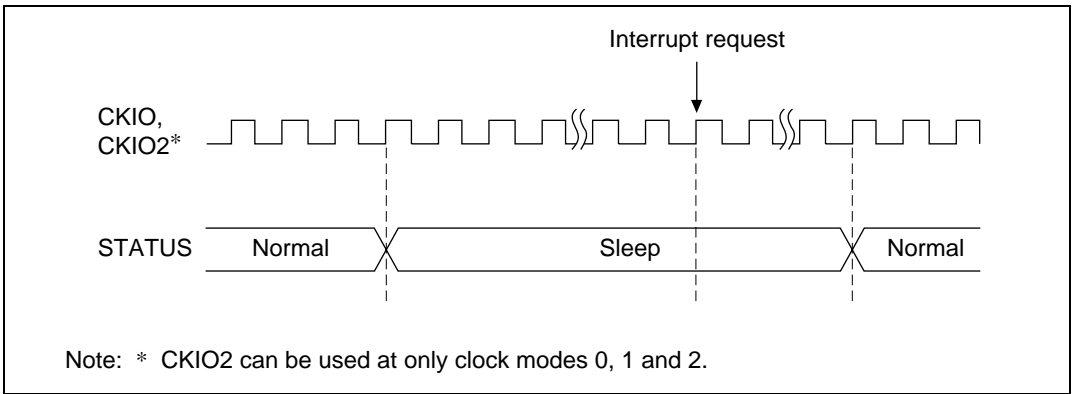 Interrupt request
CKIO,
CKIO2*
STATUS Normal Sleep Normal
Note: * CKIO2 can be used at only clock modes 0, 1 and 2.